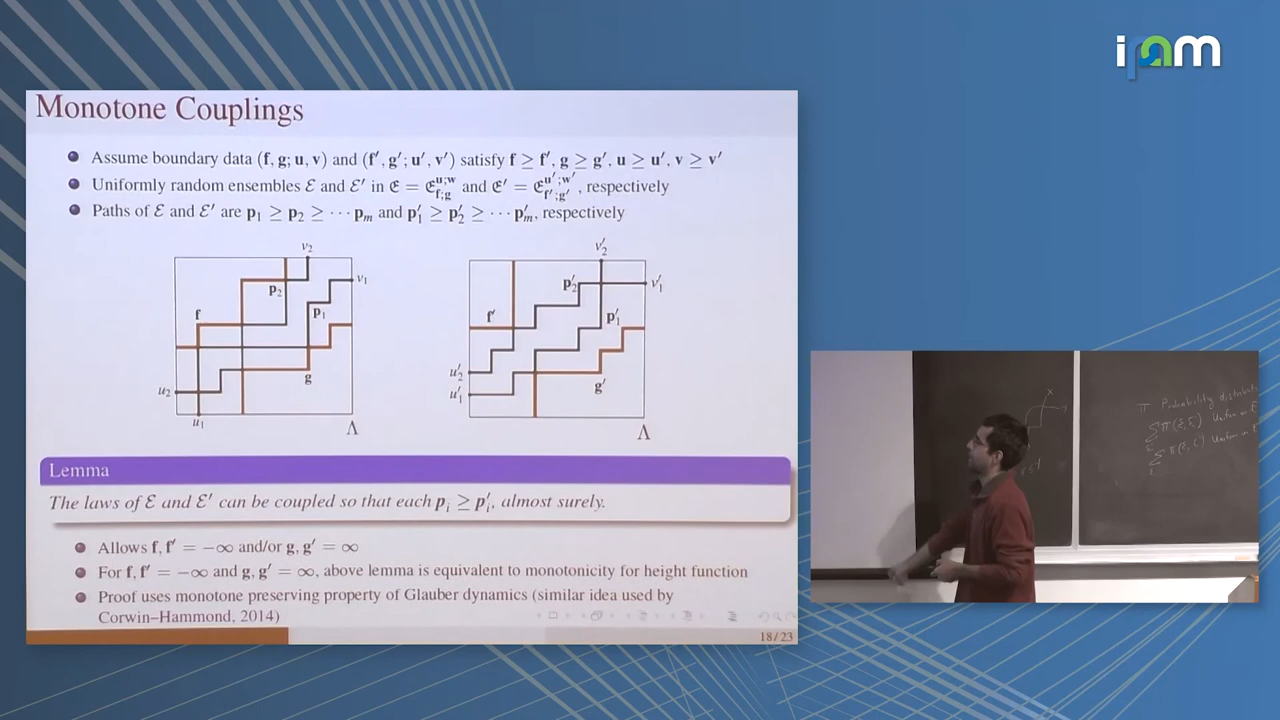 ipam
Monotone Couplings
Assume boundary data (f, g; u, v) and (f′, g′; u′, v′) satisfy f ≥ f′, g ≥ g′, u ≥ u′, v ≥ v′
Uniformly random ensembles ℰ and ℰ′ in 𝔈 = 𝔈^{u;w}_{f;g} and 𝔈′ = 𝔈^{u′;w′}_{f′;g′}, respectively
Paths of ℰ and ℰ′ are p₁ ≥ p₂ ≥ ··· pₘ and p′₁ ≥ p′₂ ≥ ··· p′ₘ, respectively
v₂
v₁
p₂
f
p₁
g
u₂
u₁
Λ
v′₂
v′₁
p′₂
f′
p′₁
u′₂
u′₁
g′
Λ
Lemma
The laws of ℰ and ℰ′ can be coupled so that each pᵢ ≥ p′ᵢ, almost surely.
Allows f, f′ = −∞ and/or g, g′ = ∞
For f, f′ = −∞ and g, g′ = ∞, above lemma is equivalent to monotonicity for height function
Proof uses monotone preserving property of Glauber dynamics (similar idea used by
Corwin–Hammond, 2014)
18/23
π Probability